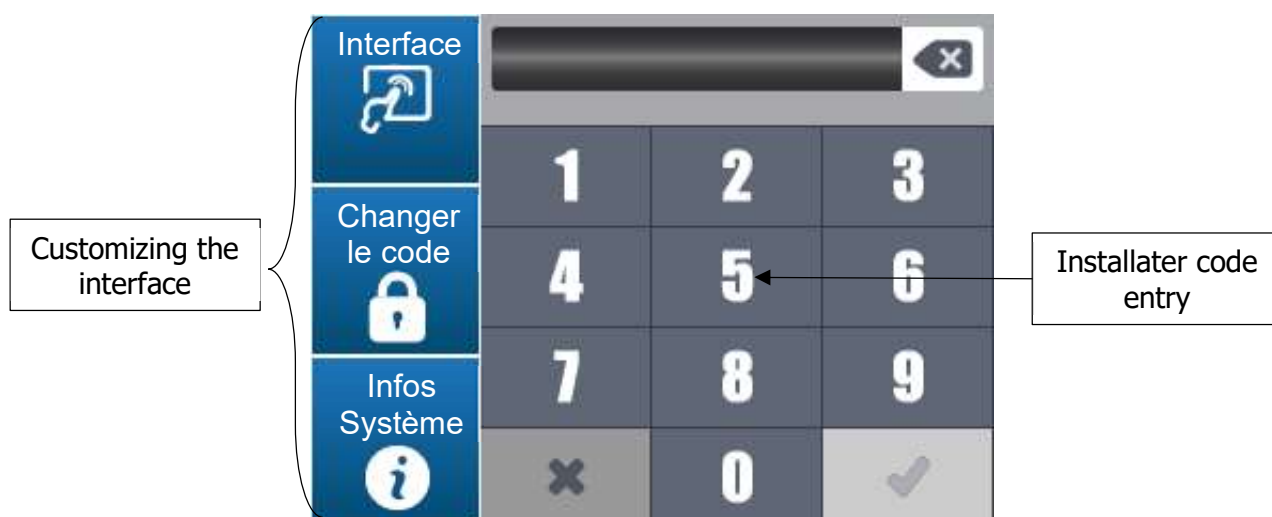 Interface
Changer
le code
Infos
Système
1 2 3
4 5 6
7 8 9
0
Customizing the
interface
Installater code
entry